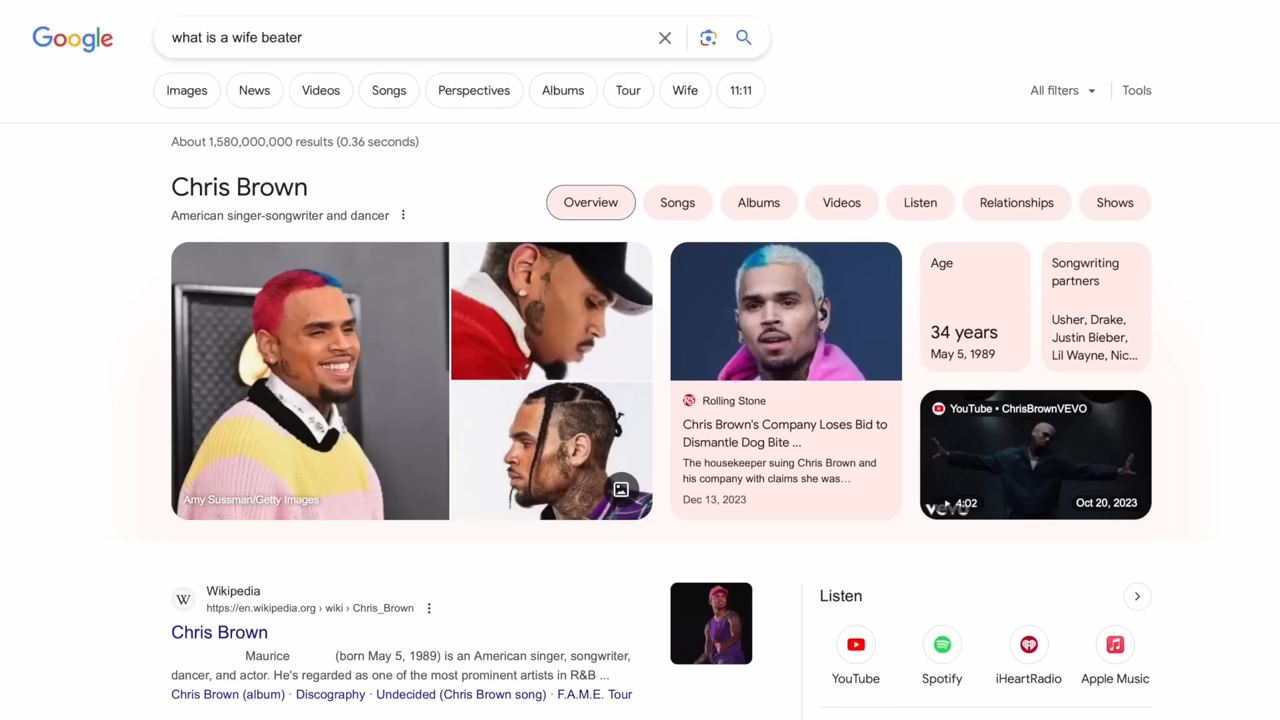 Google
what is a wife beater
Images
News
Videos
Songs
Perspectives
Albums
Tour
Wife
11:11
All filters
Tools
About 1,580,000,000 results (0.36 seconds)
Chris Brown
American singer-songwriter and dancer
Overview
Songs
Albums
Videos
Listen
Relationships
Shows
Amy Sussman/Getty Images
Rolling Stone
Chris Brown's Company Loses Bid to
Dismantle Dog Bite ...
The housekeeper suing Chris Brown and
his company with claims she was…
Dec 13, 2023
Age
34 years
May 5, 1989
Songwriting
partners
Usher, Drake,
Justin Bieber,
Lil Wayne, Nic...
YouTube • ChrisBrownVEVO
4:02
Oct 20, 2023
vevo
W
Wikipedia
https://en.wikipedia.org › wiki › Chris_Brown
Chris Brown
Maurice (born May 5, 1989) is an American singer, songwriter,
dancer, and actor. He's regarded as one of the most prominent artists in R&B ...
Chris Brown (album) · Discography · Undecided (Chris Brown song) · F.A.M.E. Tour
Listen
YouTube
Spotify
iHeartRadio
Apple Music